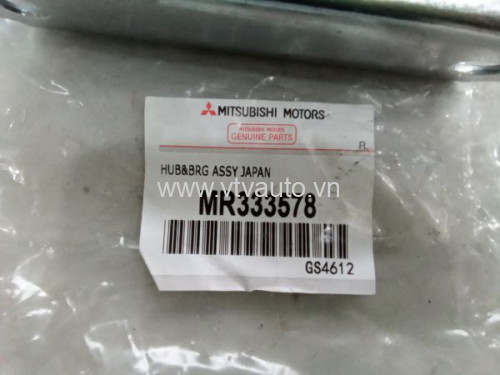 MITSUBISHI MOTORS
MITSUBISHI MOTORS
GENUINE PARTS
R
HUB&BRG ASSY JAPAN
www.vtvauto.vn
MR333578
GS4612